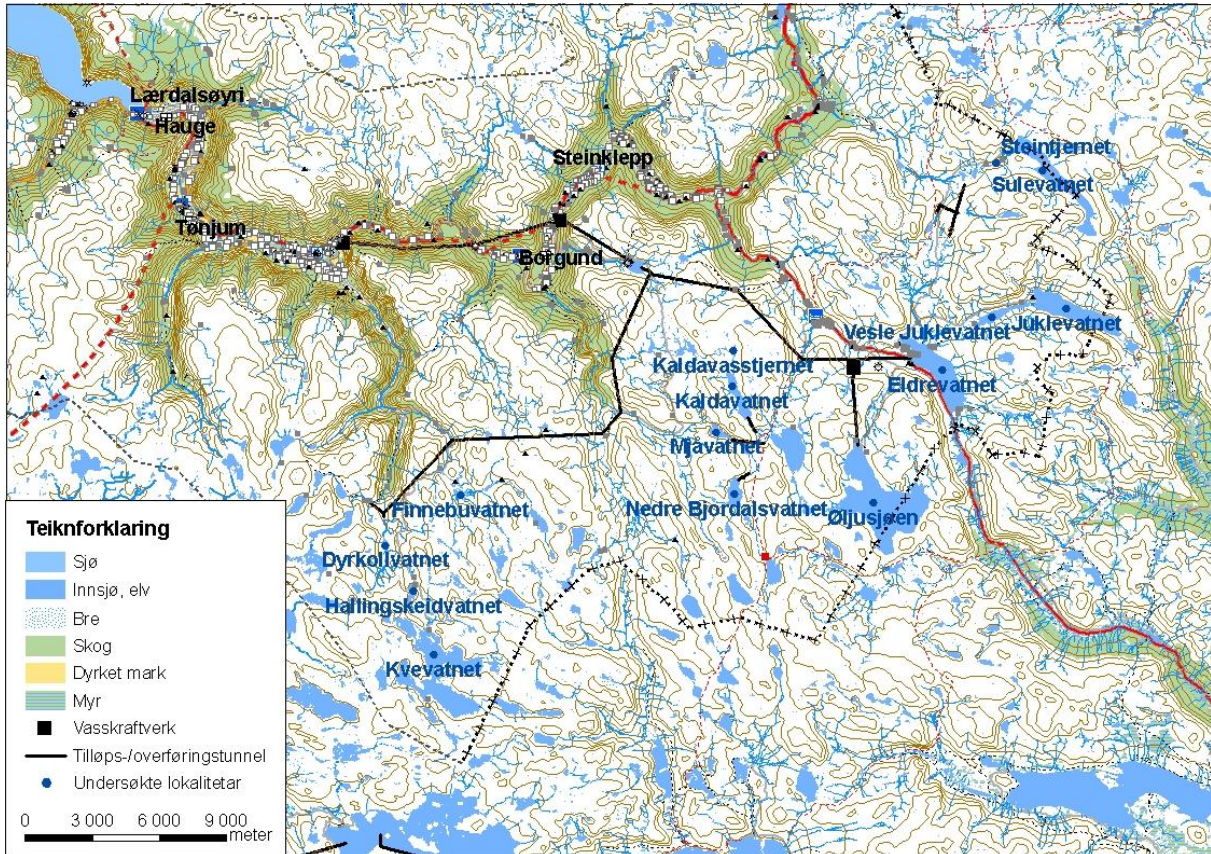 Lærdalsøyri
Hauge
Steinklepp
Steintjernet
Sulevatnet
Tønjum
Borgund
Vesle Juklevatnet
Juklevatnet
Kaldavasstjernet
Eldrevatnet
Kaldavatnet
Mjåvatnet
Finnebuvatnet
Nedre Bjordalsvatnet
Øljusjøen
Dyrkollvatnet
Hallingskeidvatnet
Kvevatnet
Teiknforklaring
Sjø
Innsjø, elv
Bre
Skog
Dyrket mark
Myr
Vasskraftverk
Tilløps-/overføringstunnel
Undersøkte lokalitetar
0 3 000 6 000 9 000
meter